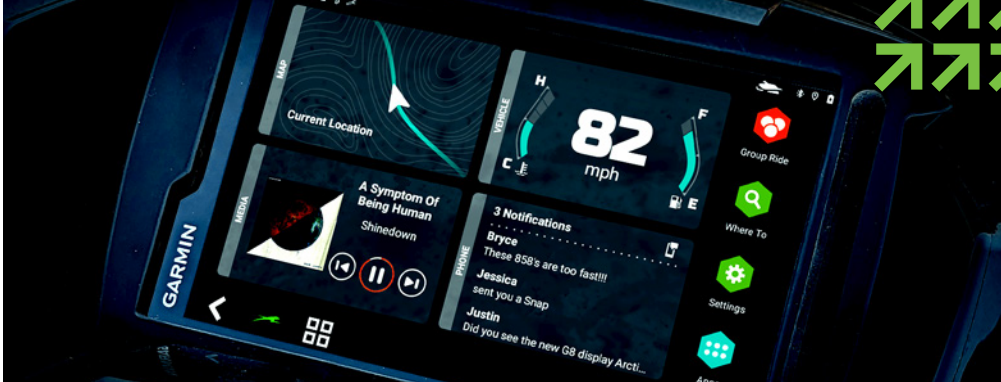 MAP
Current Location
VEHICLE
H
C
82
mph
F
E
MEDIA
A Symptom Of
Being Human
Shinedown
PHONE
3 Notifications
Bryce
These 858's are too fast!!!
Jessica
sent you a Snap
Justin
Did you see the new G8 display Arcti...
Group Ride
Where To
Settings
GARMIN